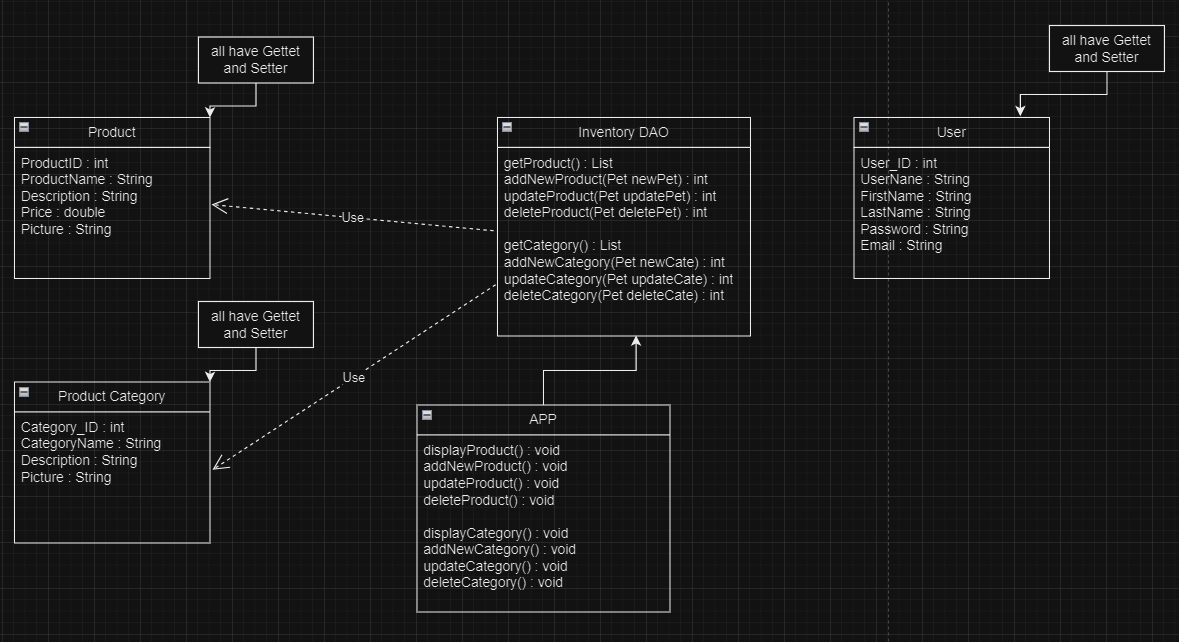 all have Gettet
and Setter
Product
ProductID : int
ProductName : String
Description : String
Price : double
Picture : String
all have Gettet
and Setter
Product Category
Category_ID : int
CategoryName : String
Description : String
Picture : String
Use
Use
Inventory DAO
getProduct() : List
addNewProduct(Pet newPet) : int
updateProduct(Pet updatePet) : int
deleteProduct(Pet deletePet) : int
getCategory() : List
addNewCategory(Pet newCate) : int
updateCategory(Pet updateCate) : int
deleteCategory(Pet deleteCate) : int
APP
displayProduct() : void
addNewProduct() : void
updateProduct() : void
deleteProduct() : void
displayCategory() : void
addNewCategory() : void
updateCategory() : void
deleteCategory() : void
all have Gettet
and Setter
User
User_ID : int
UserNane : String
FirstName : String
LastName : String
Password : String
Email : String